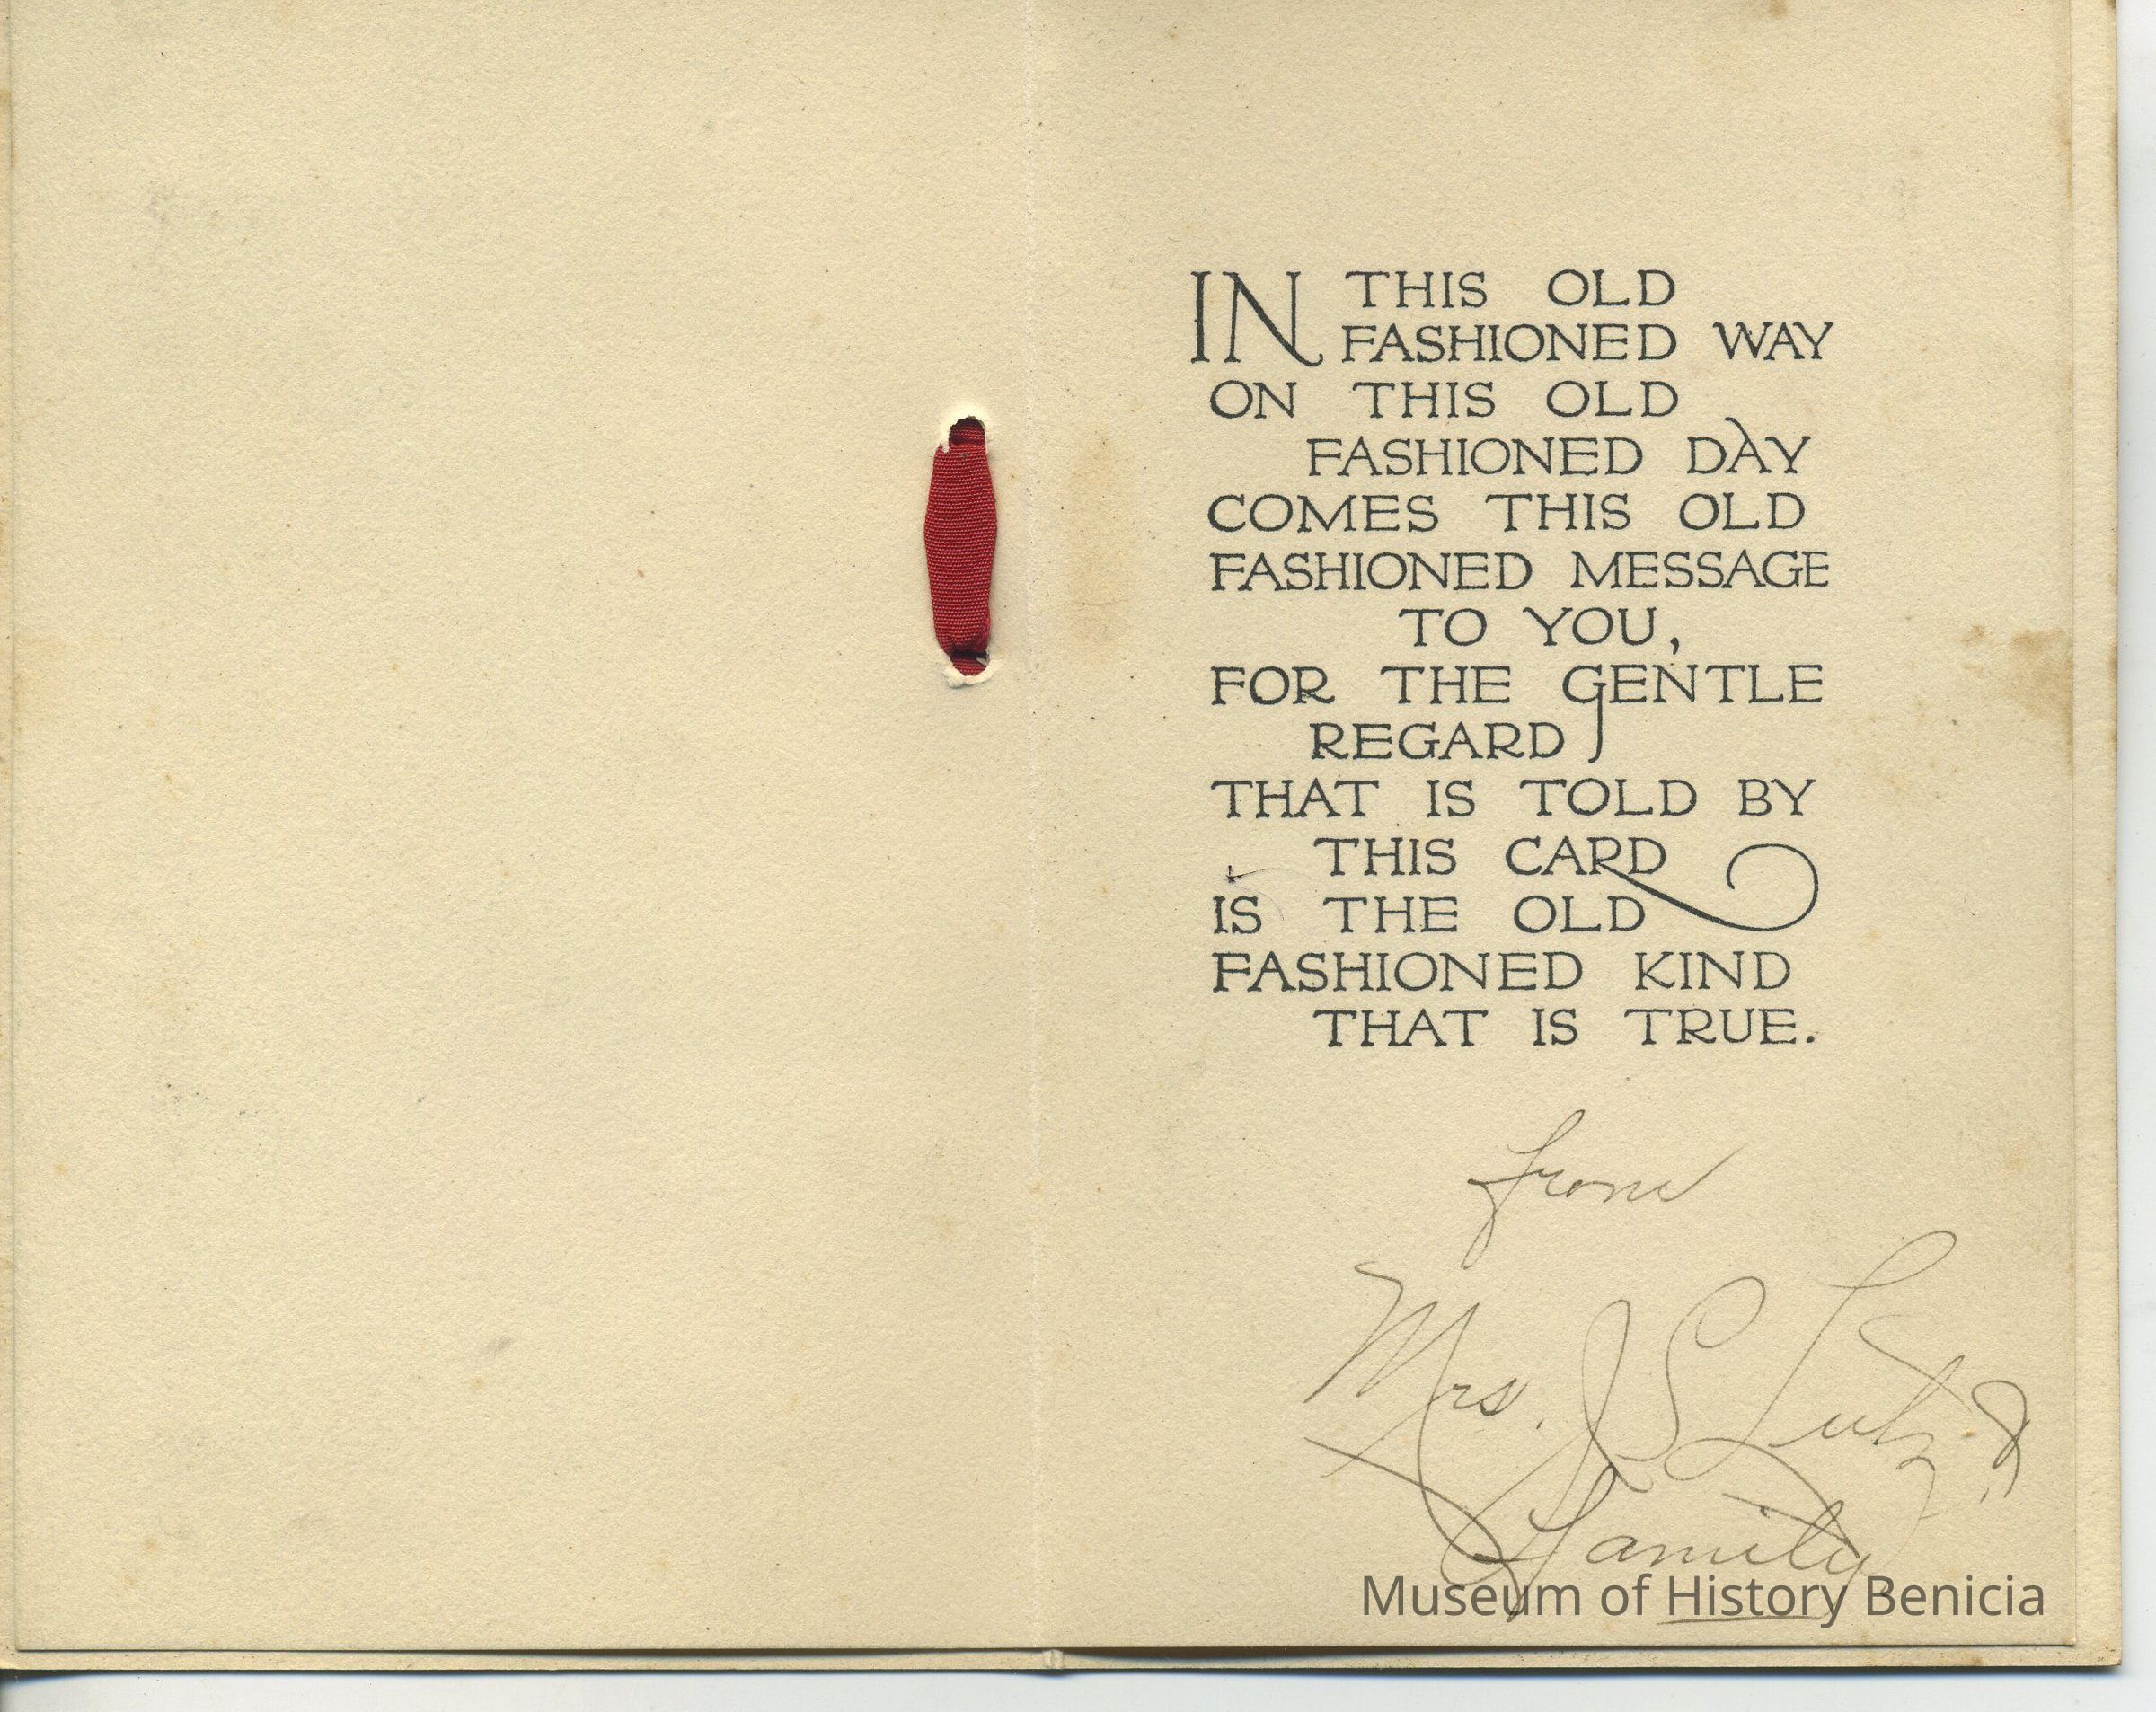 IN THIS OLD
FASHIONED WAY
ON THIS OLD
FASHIONED DAY
COMES THIS OLD
FASHIONED MESSAGE
TO YOU,
FOR THE GENTLE
REGARD
THAT IS TOLD BY
THIS CARD
IS THE OLD
FASHIONED KIND
THAT IS TRUE.
from
Mrs. J S Lutz &
Family
Museum of History Benicia